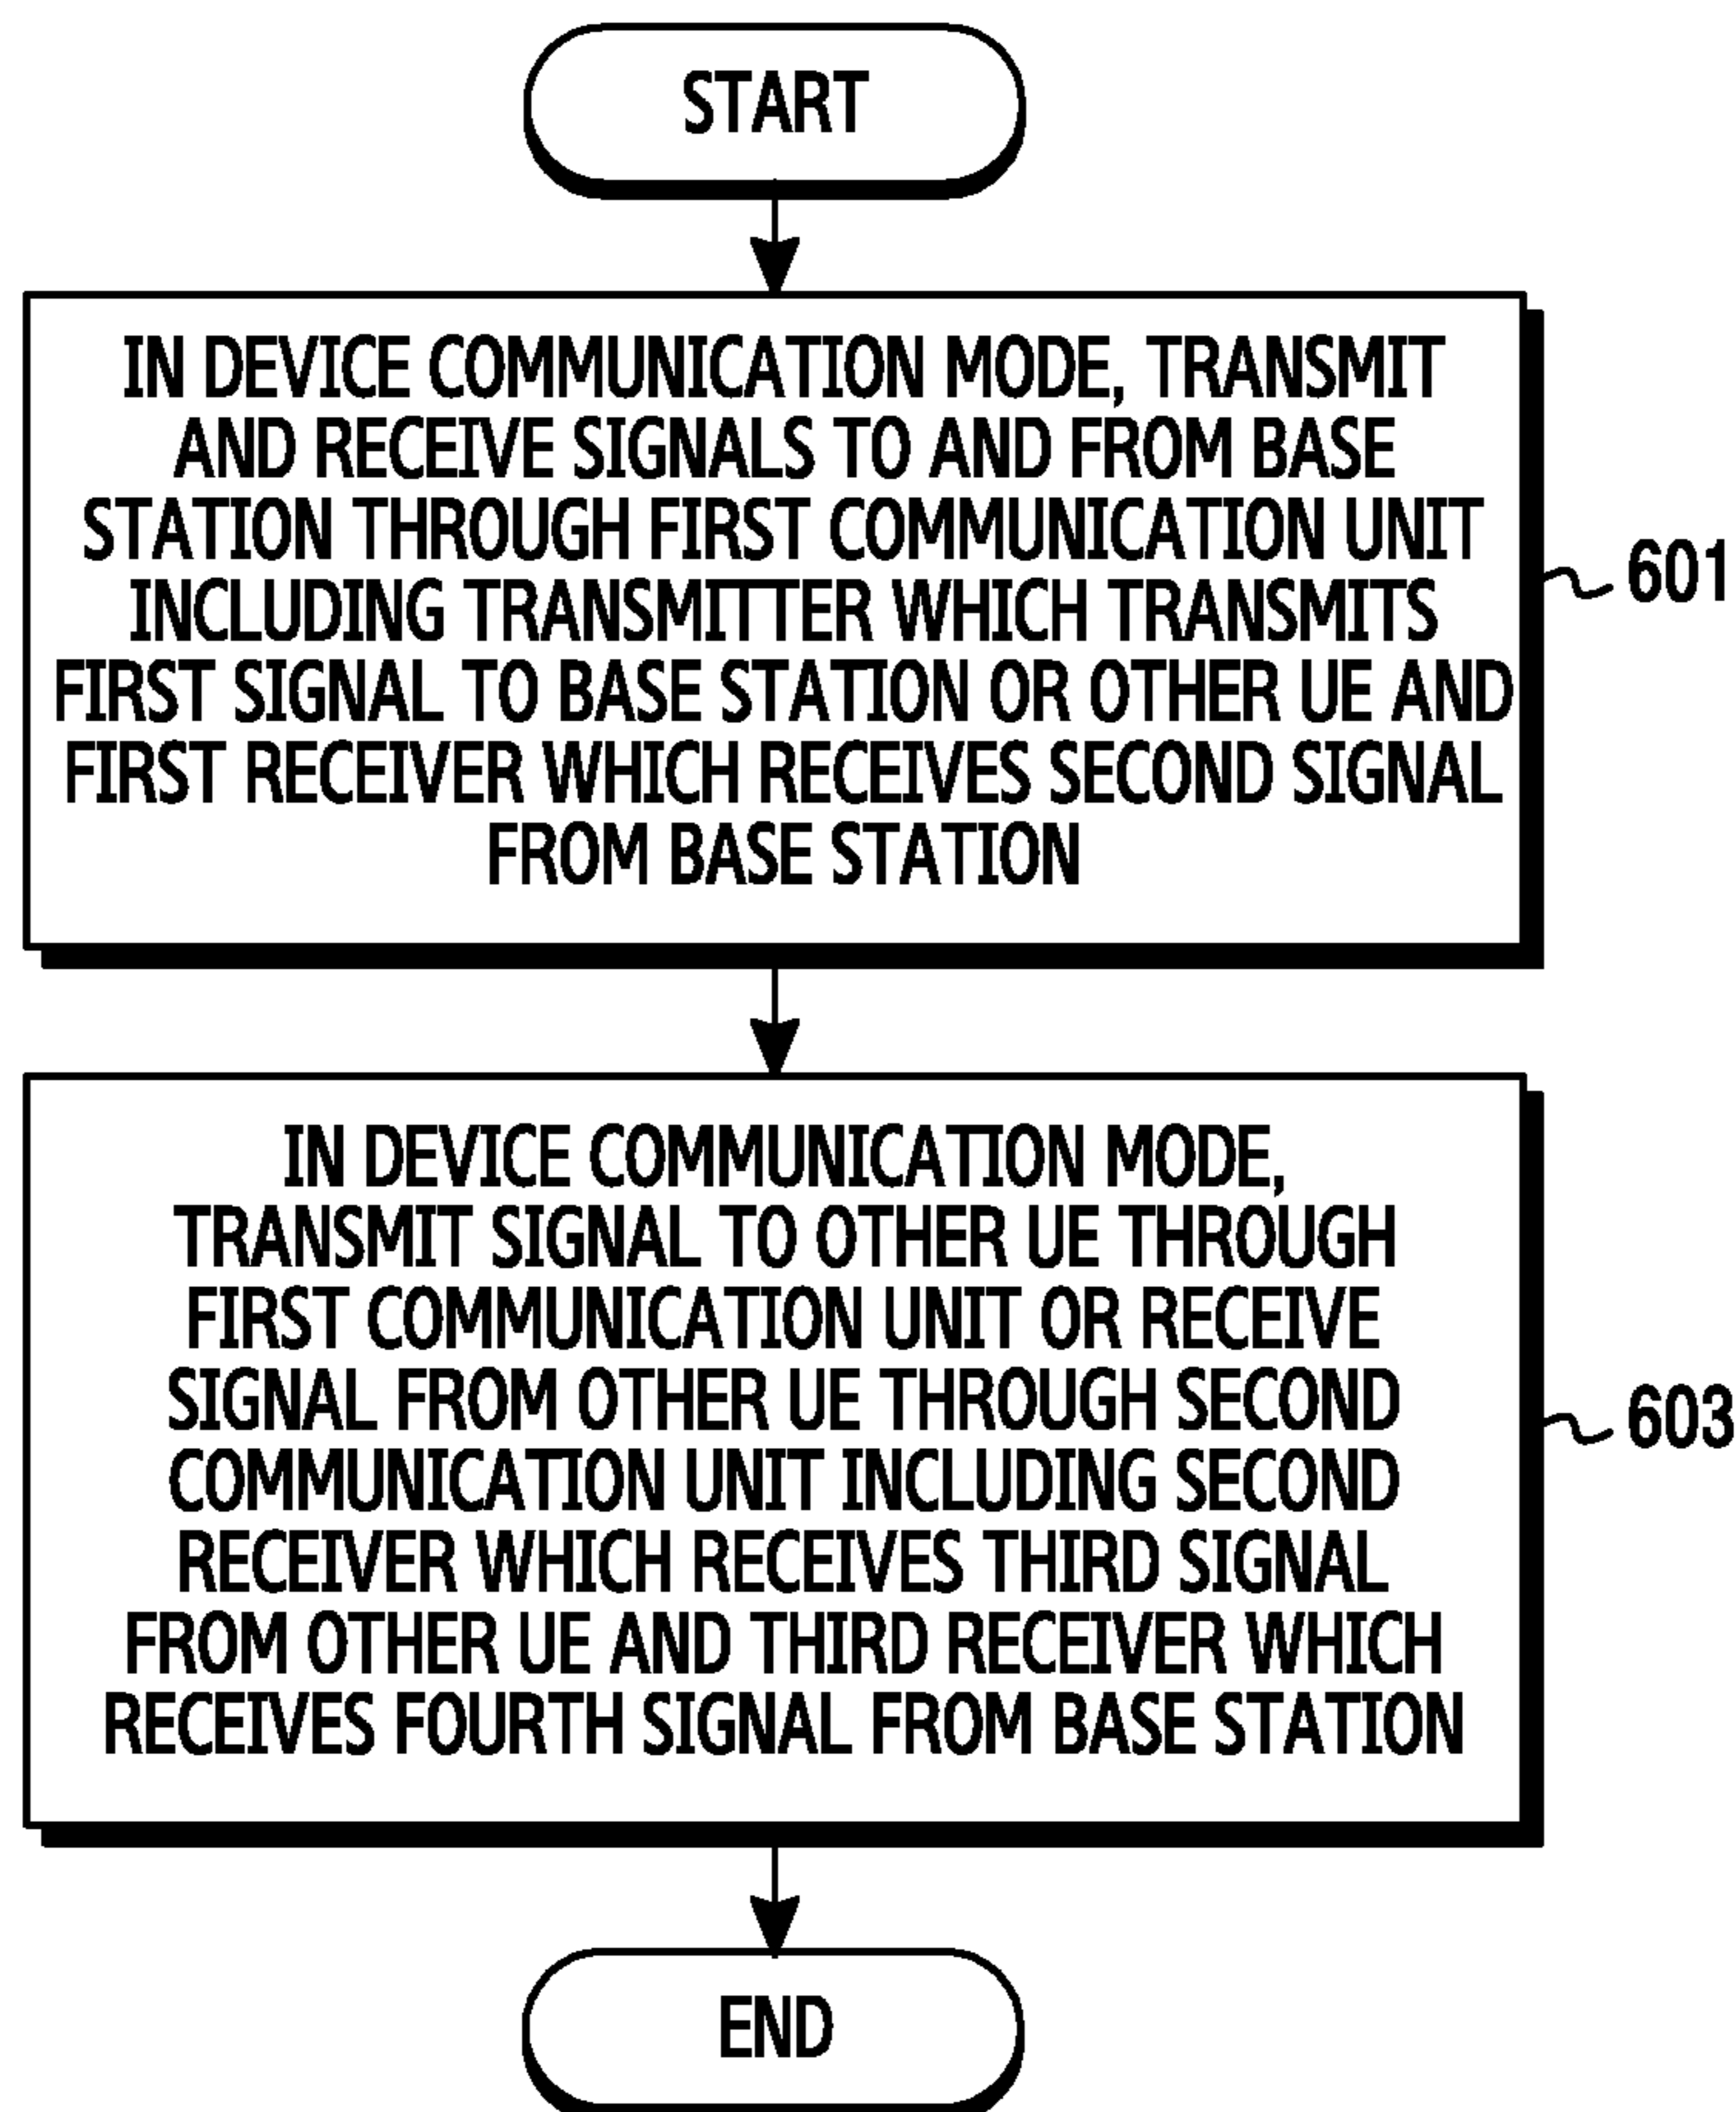 START
IN DEVICE COMMUNICATION MODE, TRANSMIT
AND RECEIVE SIGNALS TO AND FROM BASE
STATION THROUGH FIRST COMMUNICATION UNIT
INCLUDING TRANSMITTER WHICH TRANSMITS
FIRST SIGNAL TO BASE STATION OR OTHER UE AND
FIRST RECEIVER WHICH RECEIVES SECOND SIGNAL
FROM BASE STATION
601
IN DEVICE COMMUNICATION MODE,
TRANSMIT SIGNAL TO OTHER UE THROUGH
FIRST COMMUNICATION UNIT OR RECEIVE
SIGNAL FROM OTHER UE THROUGH SECOND
COMMUNICATION UNIT INCLUDING SECOND
RECEIVER WHICH RECEIVES THIRD SIGNAL
FROM OTHER UE AND THIRD RECEIVER WHICH
RECEIVES FOURTH SIGNAL FROM BASE STATION
603
END